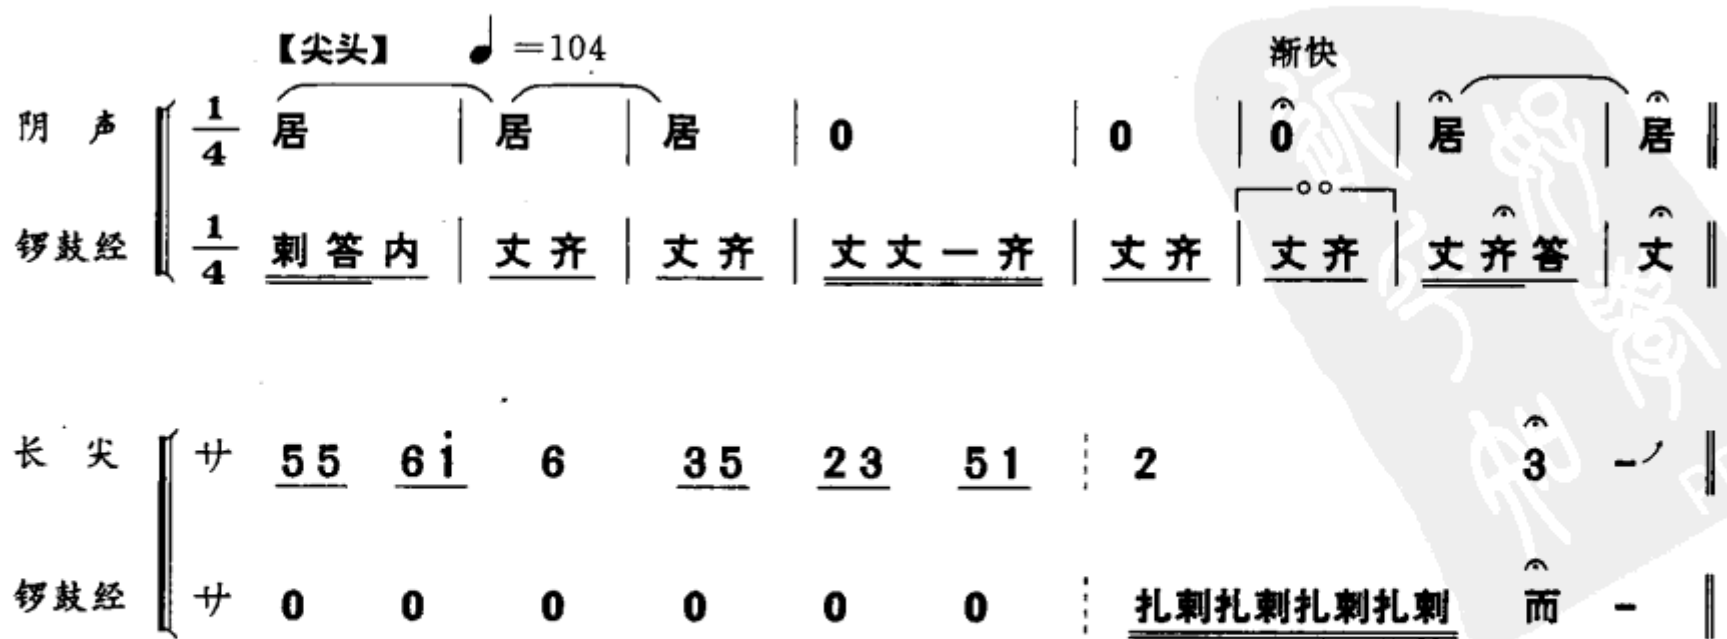 【尖头】 ♩=104 渐快
阴声 1/4 居 | 居 | 居 | 0 | 0 | 0 | 居 | 居 ‖
锣鼓经 1/4 刺答内 | 丈齐 | 丈齐 | 丈丈一齐 | 丈齐 | 丈齐 | 丈齐答 | 丈 ‖
长尖 サ 55 61̇ 6 35 23 51 ¦ 2 3 - ‖
锣鼓经 サ 0 0 0 0 0 0 ¦ 扎刺扎刺扎刺扎刺 而 - ‖